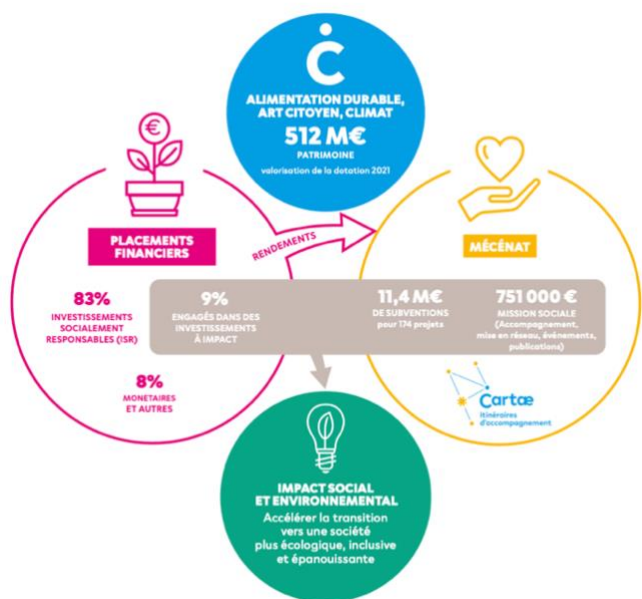 Ċ
ALIMENTATION DURABLE,
ART CITOYEN, CLIMAT
512 M€
PATRIMOINE
valorisation de la dotation 2021
€
PLACEMENTS
FINANCIERS
RENDEMENTS
MÉCÉNAT
83%
INVESTISSEMENTS
SOCIALEMENT
RESPONSABLES (ISR)
9%
ENGAGÉS DANS DES
INVESTISSEMENTS
À IMPACT
11,4 M€
DE SUBVENTIONS
pour 174 projets
751 000 €
MISSION SOCIALE
(Accompagnement,
mise en réseau, événements,
publications)
8%
MONÉTAIRES
ET AUTRES
Cartæ
Itinéraires
d'accompagnement
IMPACT SOCIAL
ET ENVIRONNEMENTAL
Accélérer la transition
vers une société
plus écologique, inclusive
et épanouissante